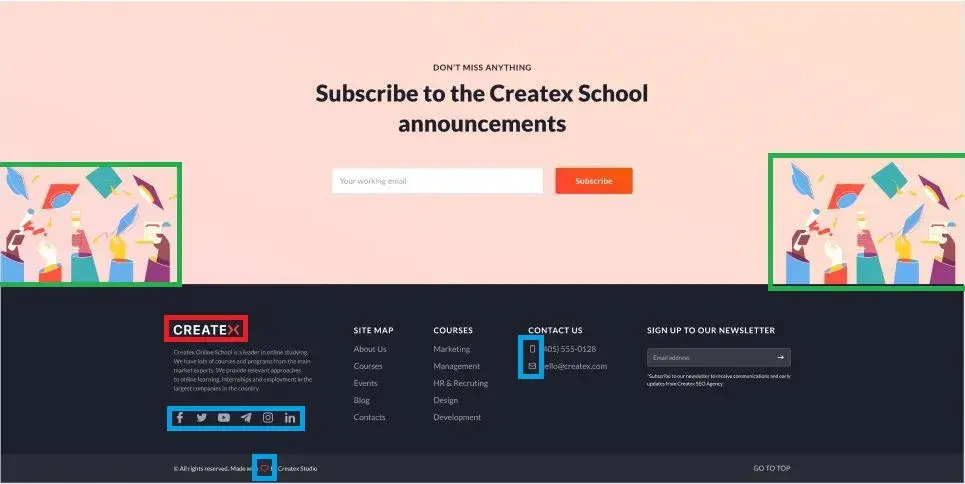 DON'T MISS ANYTHING
Subscribe to the Createx School
announcements
Your working email
Subscribe
CREATEX
Createx Online School is a leader in online studying.
We have lots of courses and programs from the main
market experts. We provide relevant approaches
to online learning, internships and employment in the
largest companies in the country.
SITE MAP
About Us
Courses
Events
Blog
Contacts
COURSES
Marketing
Management
HR & Recruting
Design
Development
CONTACT US
405) 555-0128
ello@createx.com
SIGN UP TO OUR NEWSLETTER
Email address
*Subscribe to our newsletter to receive communications and early
updates from Createx SEO Agency.
© All rights reserved. Made Createx Studio
GO TO TOP